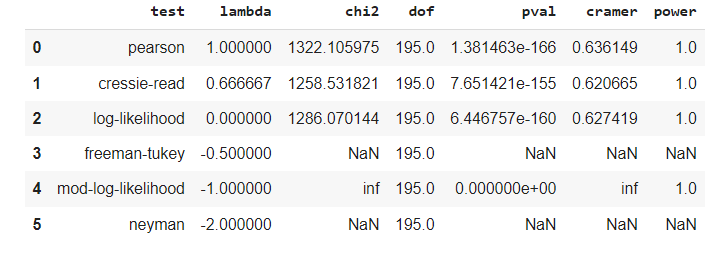 test lambda chi2 dof pval cramer power
0 pearson 1.000000 1322.105975 195.0 1.381463e-166 0.636149 1.0
1 cressie-read 0.666667 1258.531821 195.0 7.651421e-155 0.620665 1.0
2 log-likelihood 0.000000 1286.070144 195.0 6.446757e-160 0.627419 1.0
3 freeman-tukey -0.500000 NaN 195.0 NaN NaN NaN
4 mod-log-likelihood -1.000000 inf 195.0 0.000000e+00 inf 1.0
5 neyman -2.000000 NaN 195.0 NaN NaN NaN